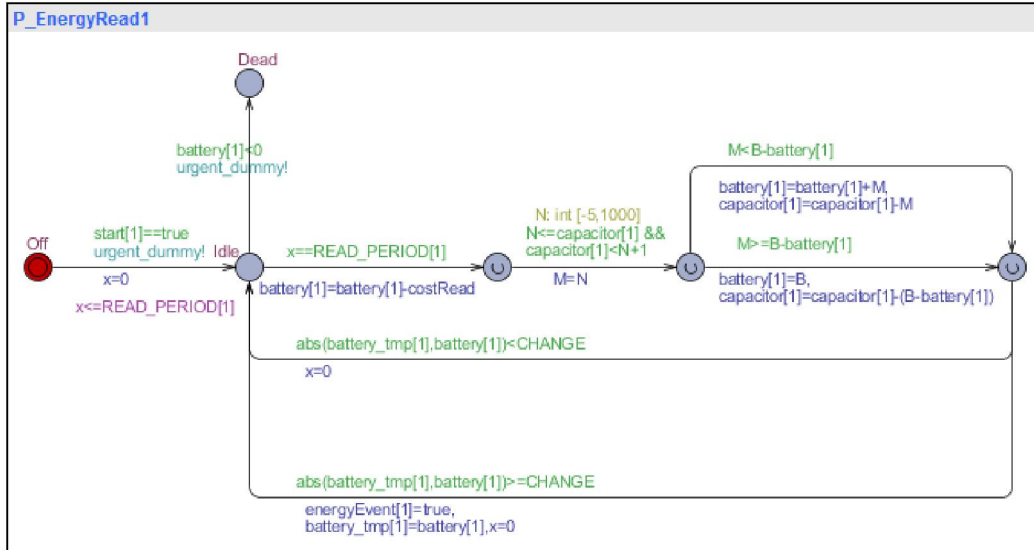 P_EnergyRead1
Dead
battery[1]<0
urgent_dummy!
M<B-battery[1]
battery[1]=battery[1]+M,
capacitor[1]=capacitor[1]-M
N: int [-5,1000]
N<=capacitor[1] &&
capacitor[1]<N+1
M=N
Off
start[1]==true
urgent_dummy!
Idle
x=0
x<=READ_PERIOD[1]
x==READ_PERIOD[1]
battery[1]=battery[1]-costRead
M>=B-battery[1]
battery[1]=B,
capacitor[1]=capacitor[1]-(B-battery[1])
abs(battery_tmp[1],battery[1])<CHANGE
x=0
abs(battery_tmp[1],battery[1])>=CHANGE
energyEvent[1]=true,
battery_tmp[1]=battery[1],x=0